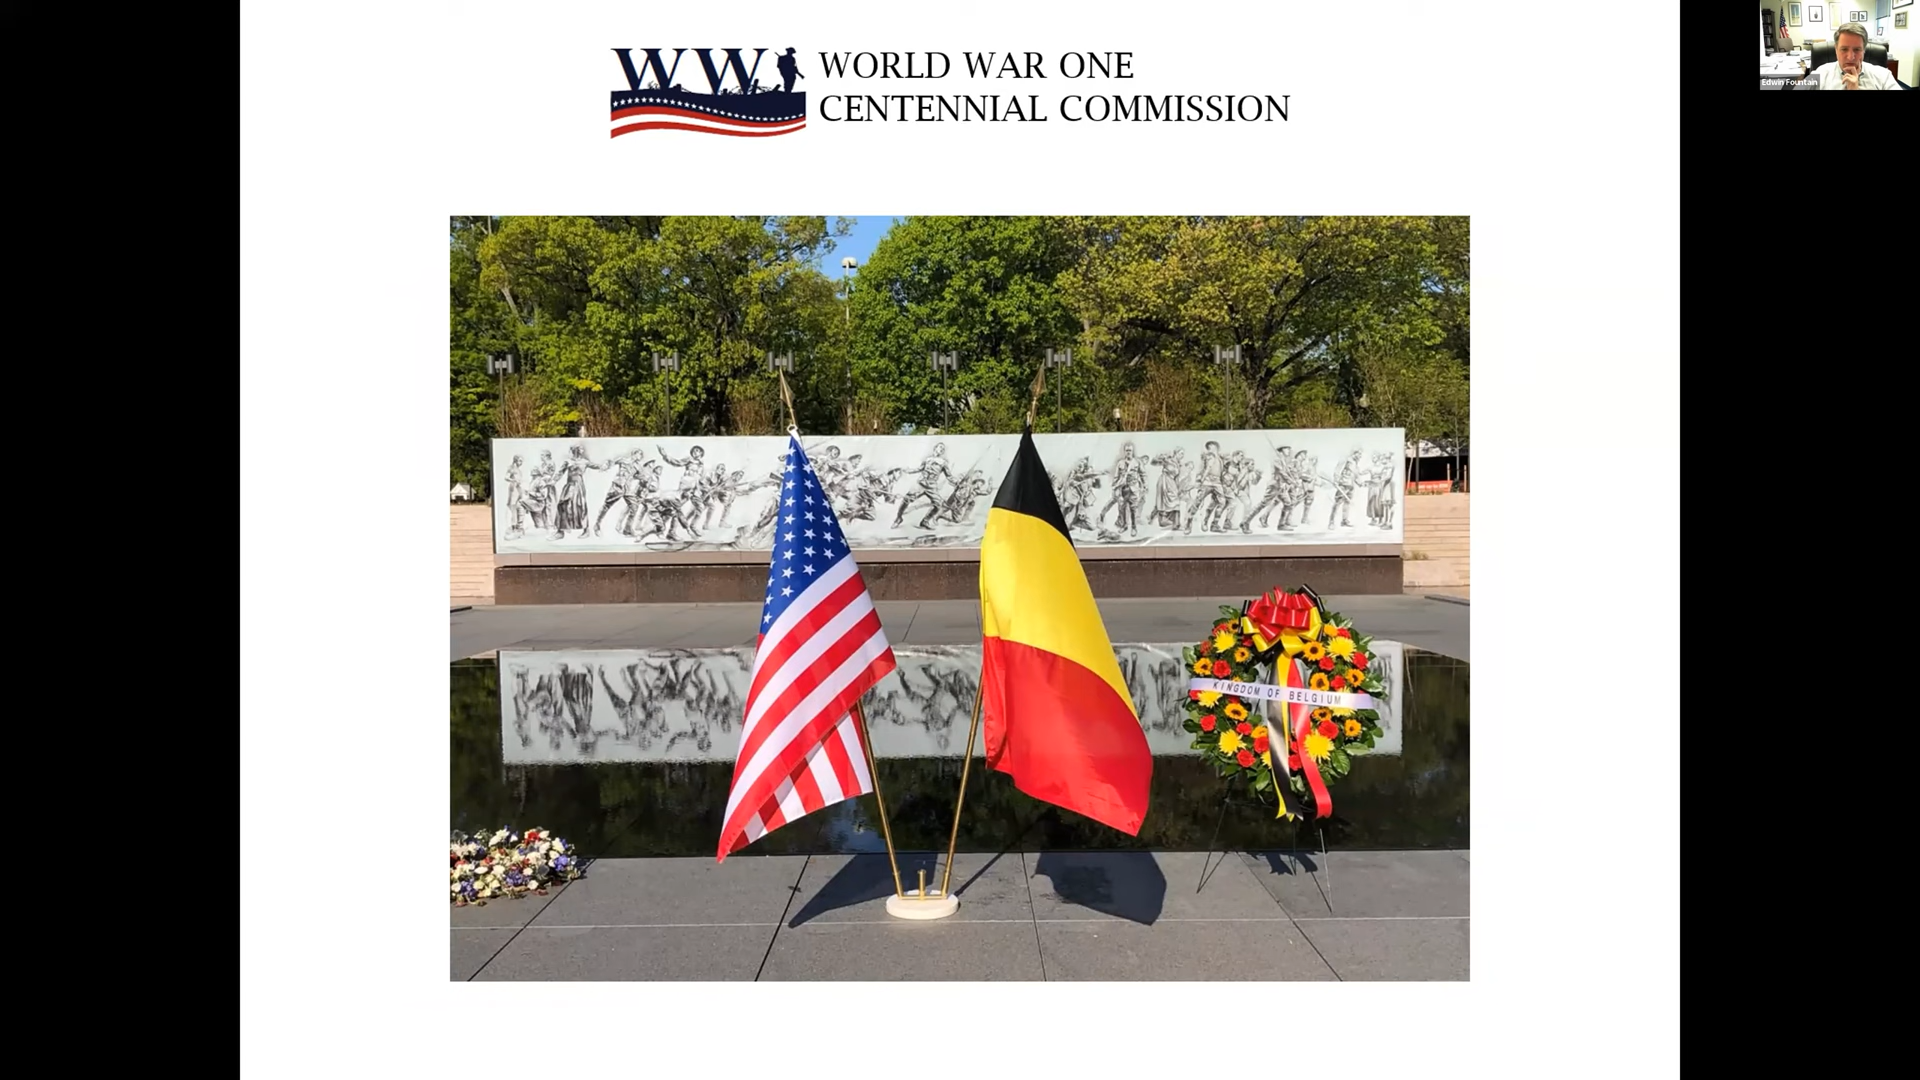 WW
WORLD WAR ONE
CENTENNIAL COMMISSION
Edwin Fountain
KINGDOM OF BELGIUM